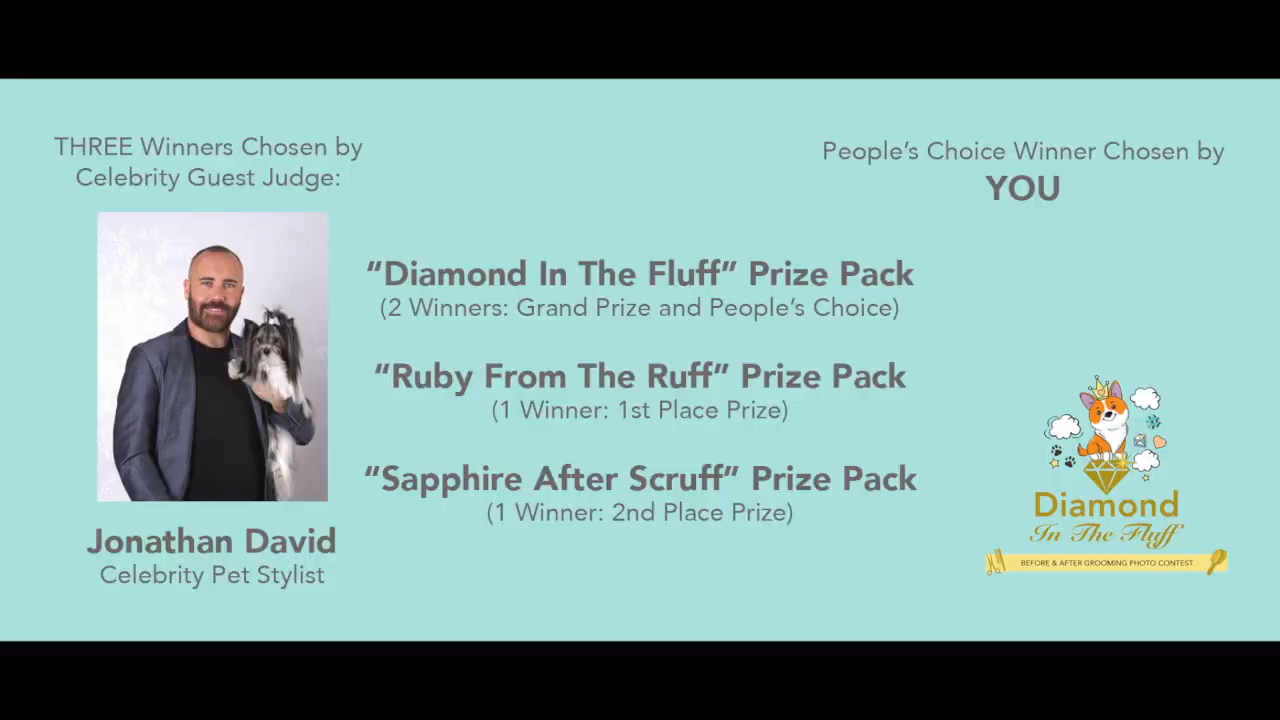 THREE Winners Chosen by
Celebrity Guest Judge:
Jonathan David
Celebrity Pet Stylist
“Diamond In The Fluff” Prize Pack
(2 Winners: Grand Prize and People’s Choice)
“Ruby From The Ruff” Prize Pack
(1 Winner: 1st Place Prize)
“Sapphire After Scruff” Prize Pack
(1 Winner: 2nd Place Prize)
People’s Choice Winner Chosen by
YOU
Diamond
In The Fluff
BEFORE & AFTER GROOMING PHOTO CONTEST